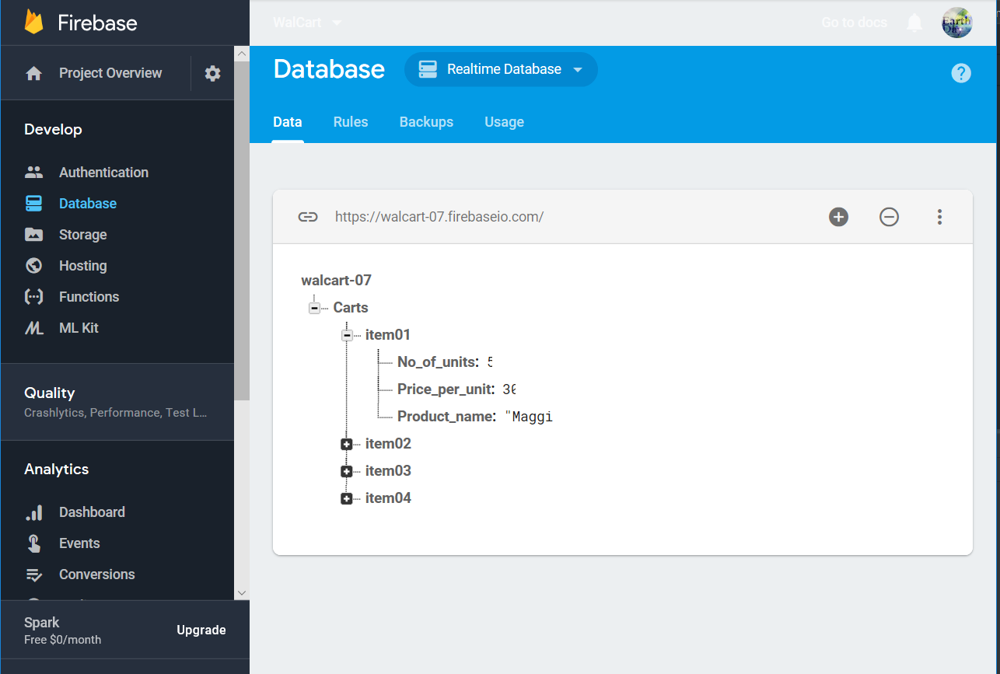 Firebase
WalCart
Go to docs
Project Overview
Develop
Authentication
Database
Storage
Hosting
Functions
ML Kit
Quality
Crashlytics, Performance, Test L...
Analytics
Dashboard
Events
Conversions
Spark
Free $0/month
Upgrade
Database
Realtime Database
Data Rules Backups Usage
https://walcart-07.firebaseio.com/
walcart-07
Carts
item01
No_of_units: 5
Price_per_unit: 30
Product_name: "Maggi
item02
item03
item04